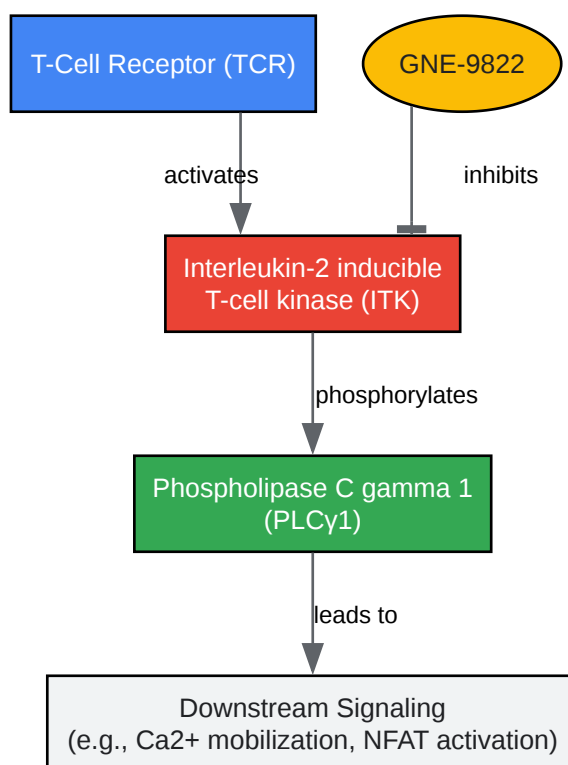 T-Cell Receptor (TCR)
GNE-9822
activates
inhibits
Interleukin-2 inducible
T-cell kinase (ITK)
phosphorylates
Phospholipase C gamma 1
(PLCγ1)
leads to
Downstream Signaling
(e.g., Ca2+ mobilization, NFAT activation)